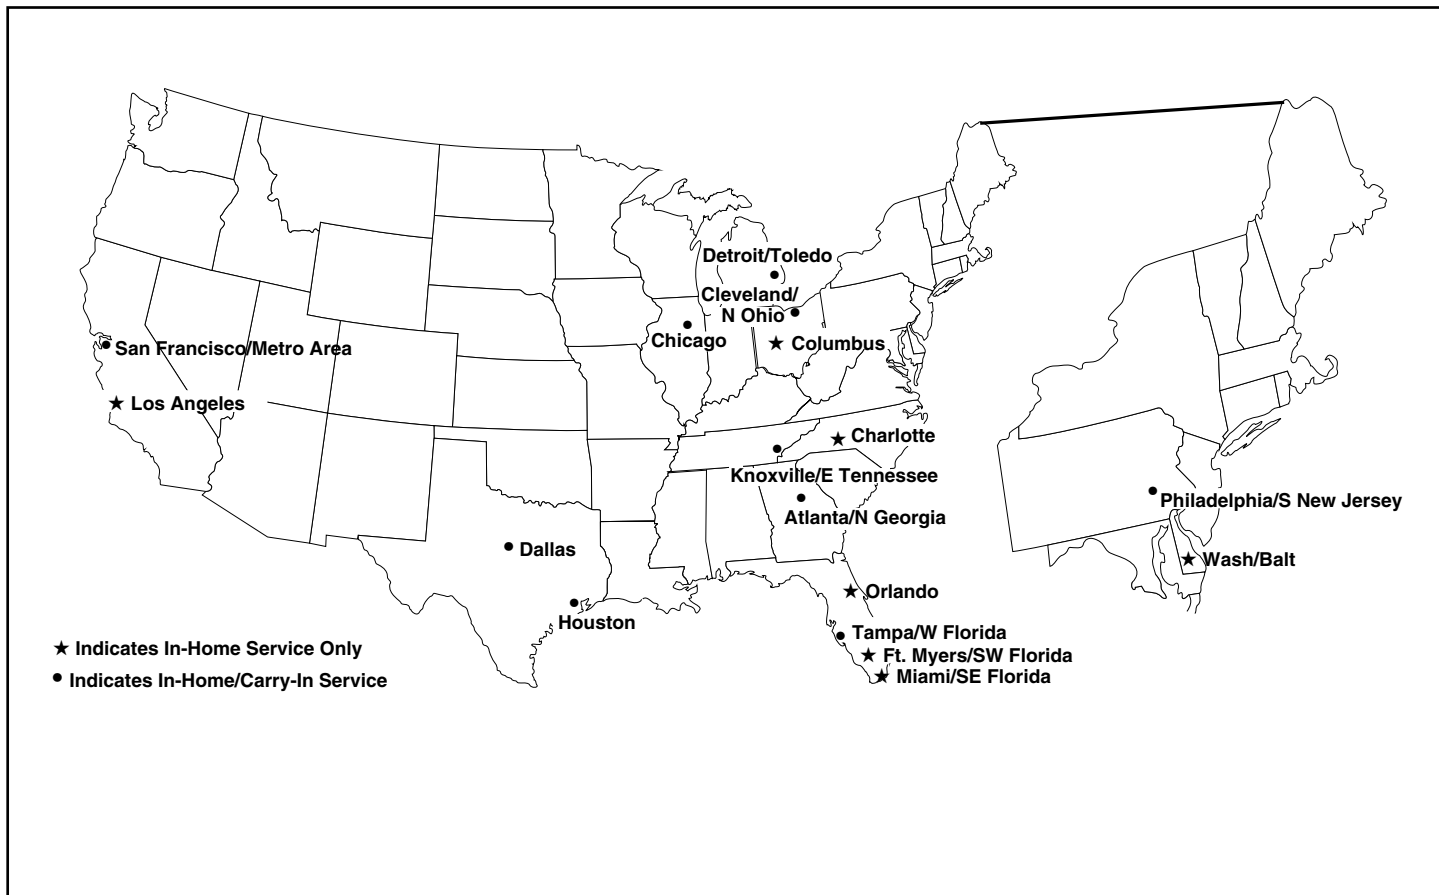 Detroit/Toledo
Cleveland/
N Ohio
Chicago
Columbus
San Francisco/Metro Area
Los Angeles
Charlotte
Knoxville/E Tennessee
Philadelphia/S New Jersey
Atlanta/N Georgia
Dallas
Wash/Balt
Orlando
Houston
Tampa/W Florida
Ft. Myers/SW Florida
Miami/SE Florida
★ Indicates In-Home Service Only
• Indicates In-Home/Carry-In Service